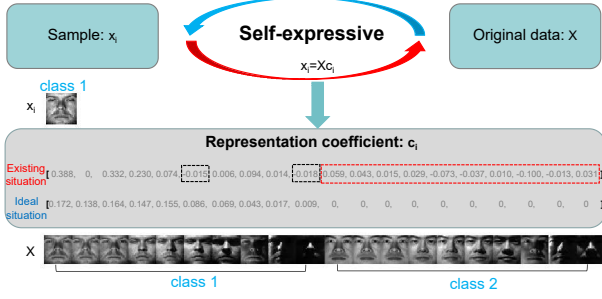 Sample: xᵢ
Self-expressive
Original data: X
xᵢ=Xcᵢ
class 1
xᵢ
Representation coefficient: cᵢ
Existing situation [ 0.388, 0, 0.332, 0.230, 0.074, -0.015, 0.006, 0.094, 0.014, -0.018, 0.059, 0.043, 0.015, 0.029, -0.073, -0.037, 0.010, -0.100, -0.013, 0.031 ]
Ideal situation [ 0.172, 0.138, 0.164, 0.147, 0.155, 0.086, 0.069, 0.043, 0.017, 0.009, 0, 0, 0, 0, 0, 0, 0, 0, 0, 0 ]
X
class 1
class 2